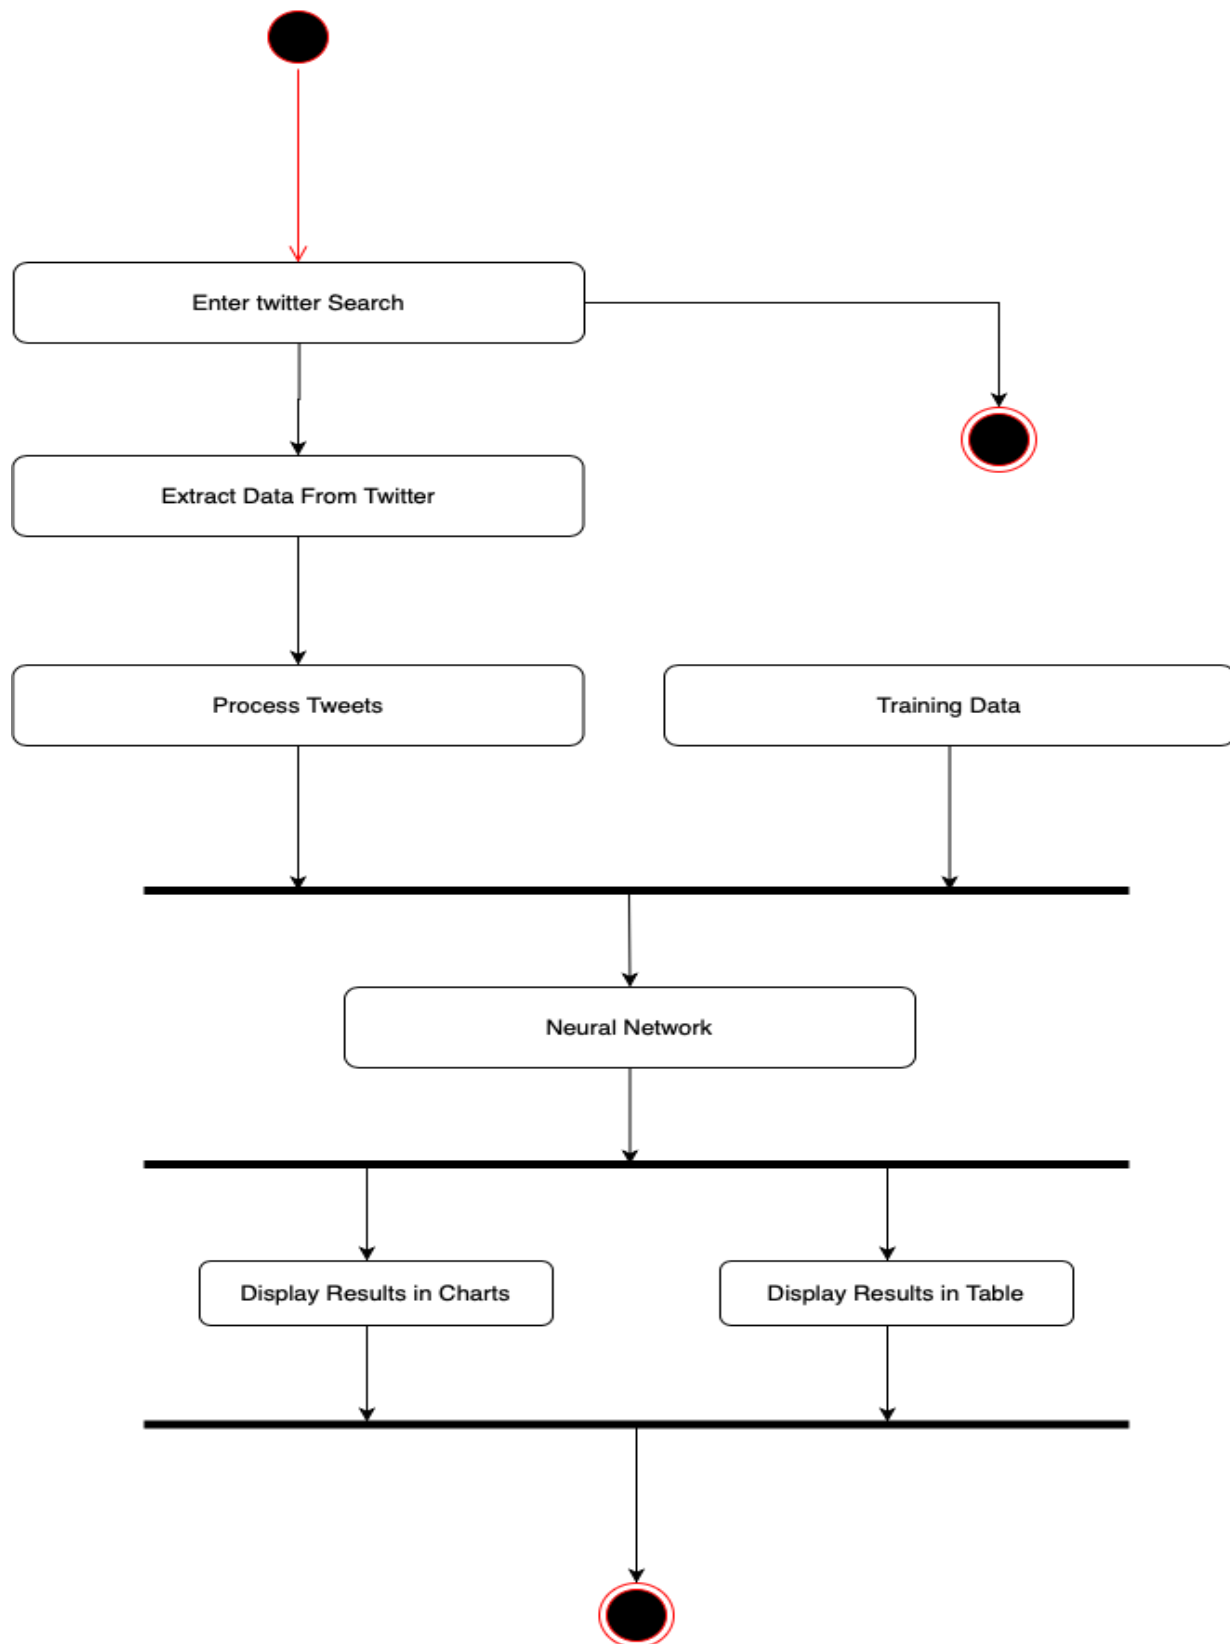 Enter twitter Search
Extract Data From Twitter
Process Tweets
Training Data
Neural Network
Display Results in Charts
Display Results in Table